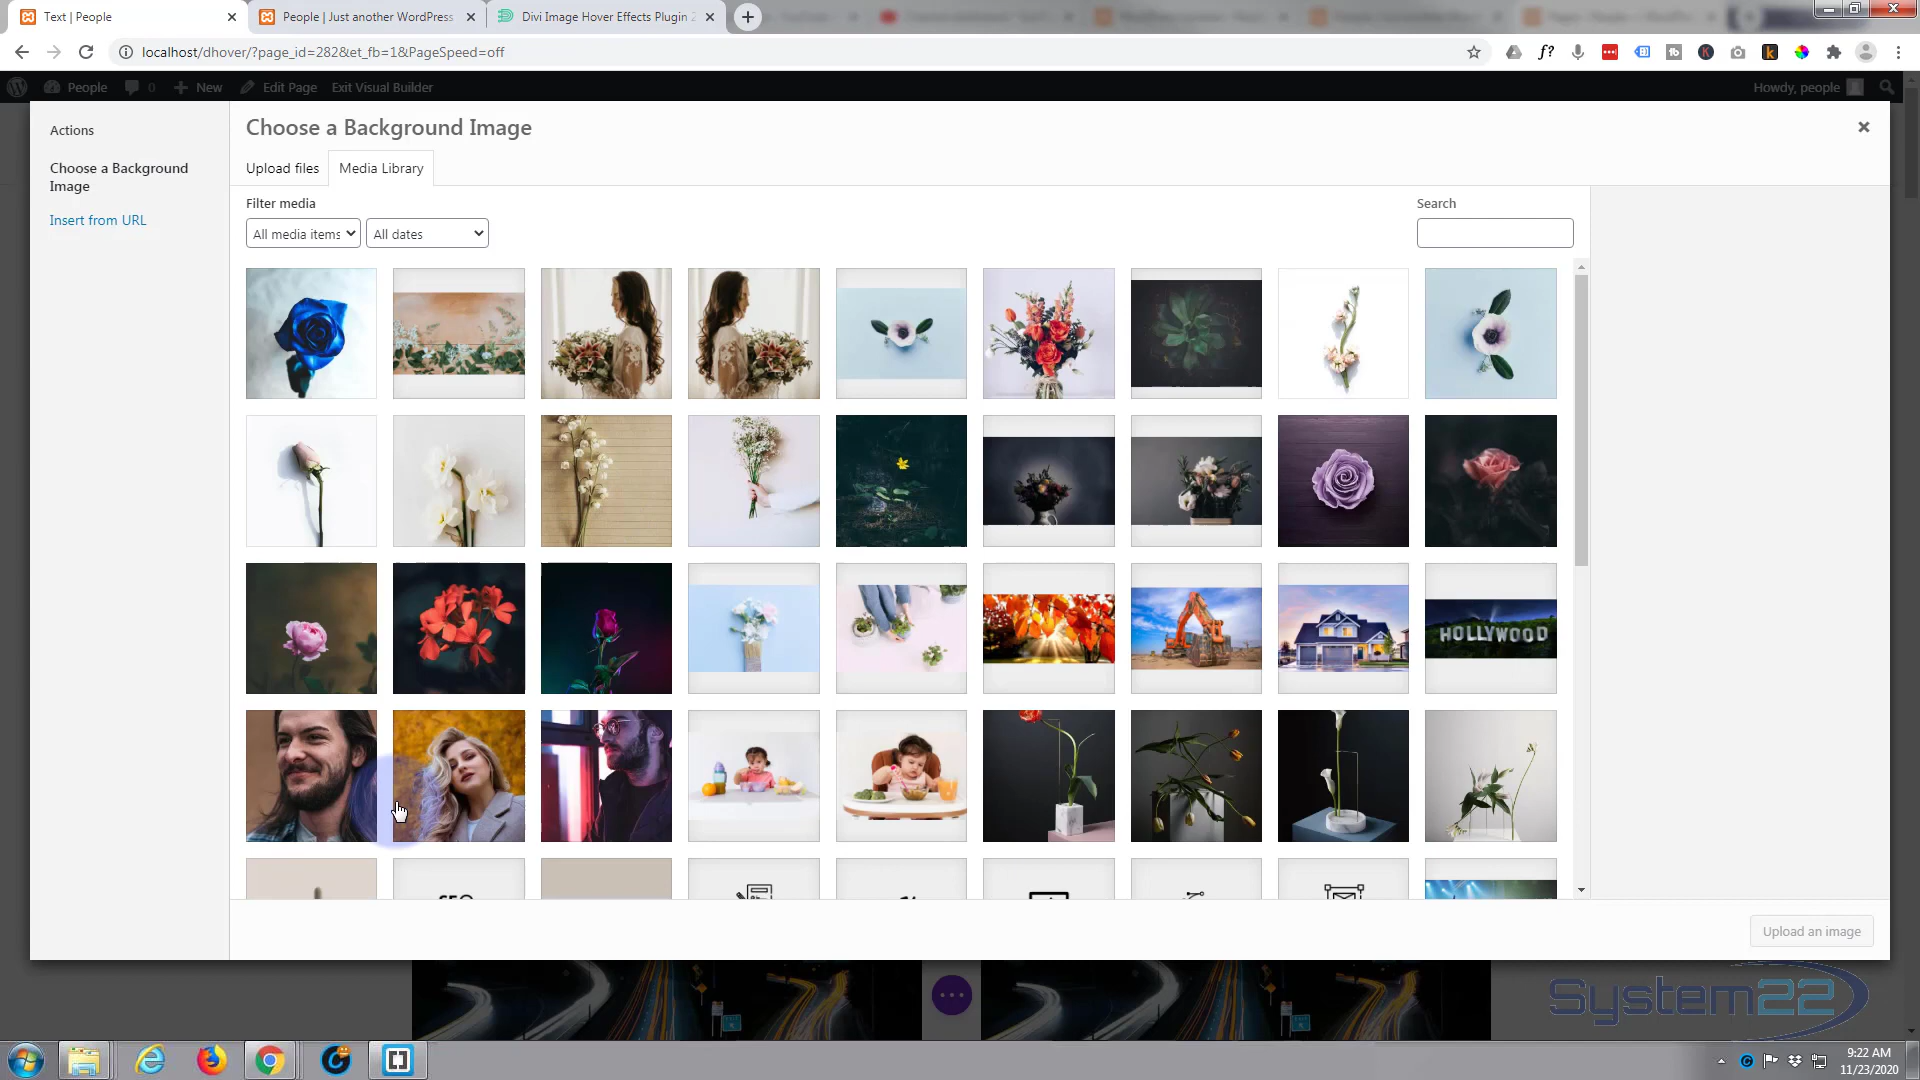 Text | People
People | Just another WordPress
Divi Image Hover Effects Plugin 2
localhost/dhover/?page_id=282&et_fb=1&PageSpeed=off
People
0
New
Edit Page
Exit Visual Builder
Howdy, people
Actions
Choose a Background Image
Choose a Background
Image
Insert from URL
Upload files
Media Library
Filter media
Search
All media items
All dates
HOLLYWOOD
Upload an image
System22
9:22 AM
11/23/2020